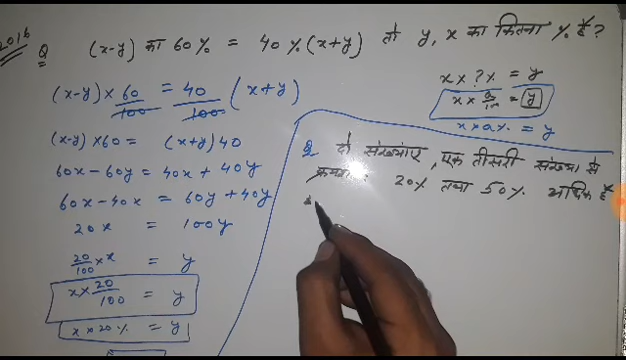 2016
Q (x-y) का 60% = 40%(x+y) तो y, x का कितना % है?
(x-y) × 60/100 = 40/100 (x+y)
(x-y) × 60 = (x+y) 40
60x - 60y = 40x + 40y
60x - 40x = 60y + 40y
20x = 100y
20/100 × x = y
x × 20/100 = y
x × 20% = y
x × ?% = y
x × a/100 = y
x × a% = y
Q दो संख्याएं, एक तीसरी संख्या से
क्रमशः 20% तथा 50% अधिक है